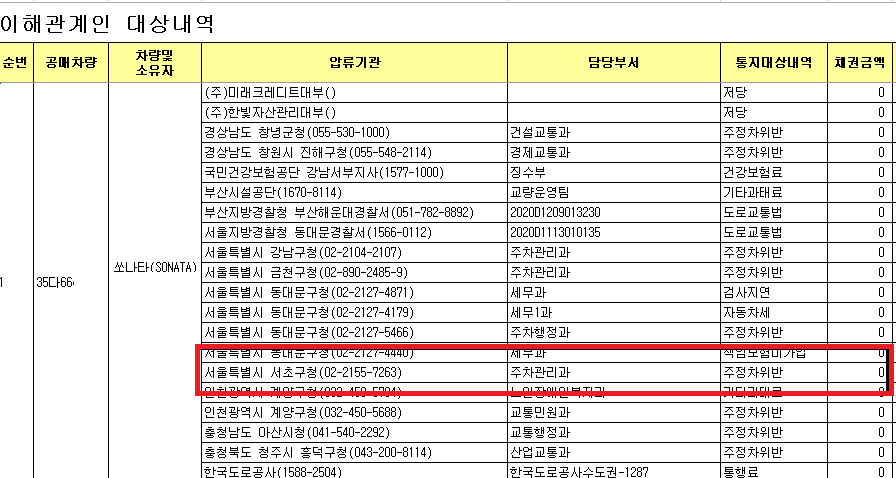 이해관계인 대상내역
순번 공매차량 차량및 소유자 압류기관 담당부서 통지대상내역 채권금액
1 35다66 쏘나타(SONATA)
(주)미래크레디트대부() 저당 0
(주)한빛자산관리대부() 저당 0
경상남도 창녕군청(055-530-1000) 건설교통과 주정차위반 0
경상남도 창원시 진해구청(055-548-2114) 경제교통과 주정차위반 0
국민건강보험공단 강남서부지사(1577-1000) 징수부 건강보험료 0
부산시설공단(1670-8114) 교량운영팀 기타과태료 0
부산지방경찰청 부산해운대경찰서(051-782-8892) 2020D1209013230 도로교통법 0
서울지방경찰청 동대문경찰서(1566-0112) 2020D1113010135 도로교통법 0
서울특별시 강남구청(02-2104-2107) 주차관리과 주정차위반 0
서울특별시 금천구청(02-890-2485-9) 주차관리과 주정차위반 0
서울특별시 동대문구청(02-2127-4871) 세무과 검사지연 0
서울특별시 동대문구청(02-2127-4179) 세무1과 자동차세 0
서울특별시 동대문구청(02-2127-5466) 주차행정과 주정차위반 0
서울특별시 동대문구청(02-2127-4440) 세무과 책임보험미가입 0
서울특별시 서초구청(02-2155-7263) 주차관리과 주정차위반 0
인천광역시 계양구청 노인장애인복지과 기타과태료 0
인천광역시 계양구청(032-450-5688) 교통민원과 주정차위반 0
충청남도 아산시청(041-540-2292) 교통행정과 주정차위반 0
충청북도 청주시 흥덕구청(043-200-8114) 산업교통과 주정차위반 0
한국도로공사(1588-2504) 한국도로공사수도권-1287 통행료 0